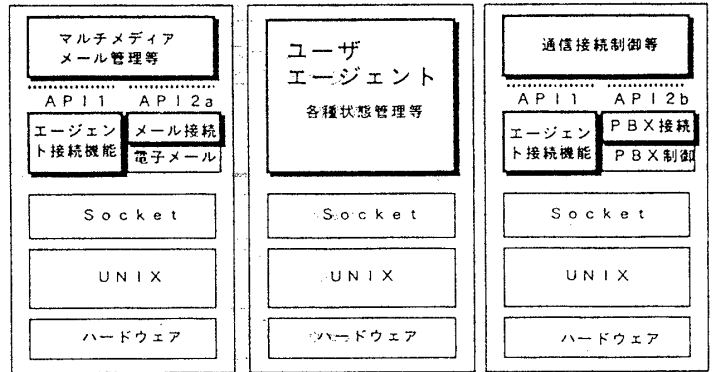 マルチメディア
メール管理等
API1 API2a
エージェン
ト接続機能
メール接続
電子メール
Socket
UNIX
ハードウェア
ユーザ
エージェント
各種状態管理等
Socket
UNIX
ハードウェア
通信接続制御等
API1 API2b
エージェン
ト接続機能
PBX接続
PBX制御
Socket
UNIX
ハードウェア